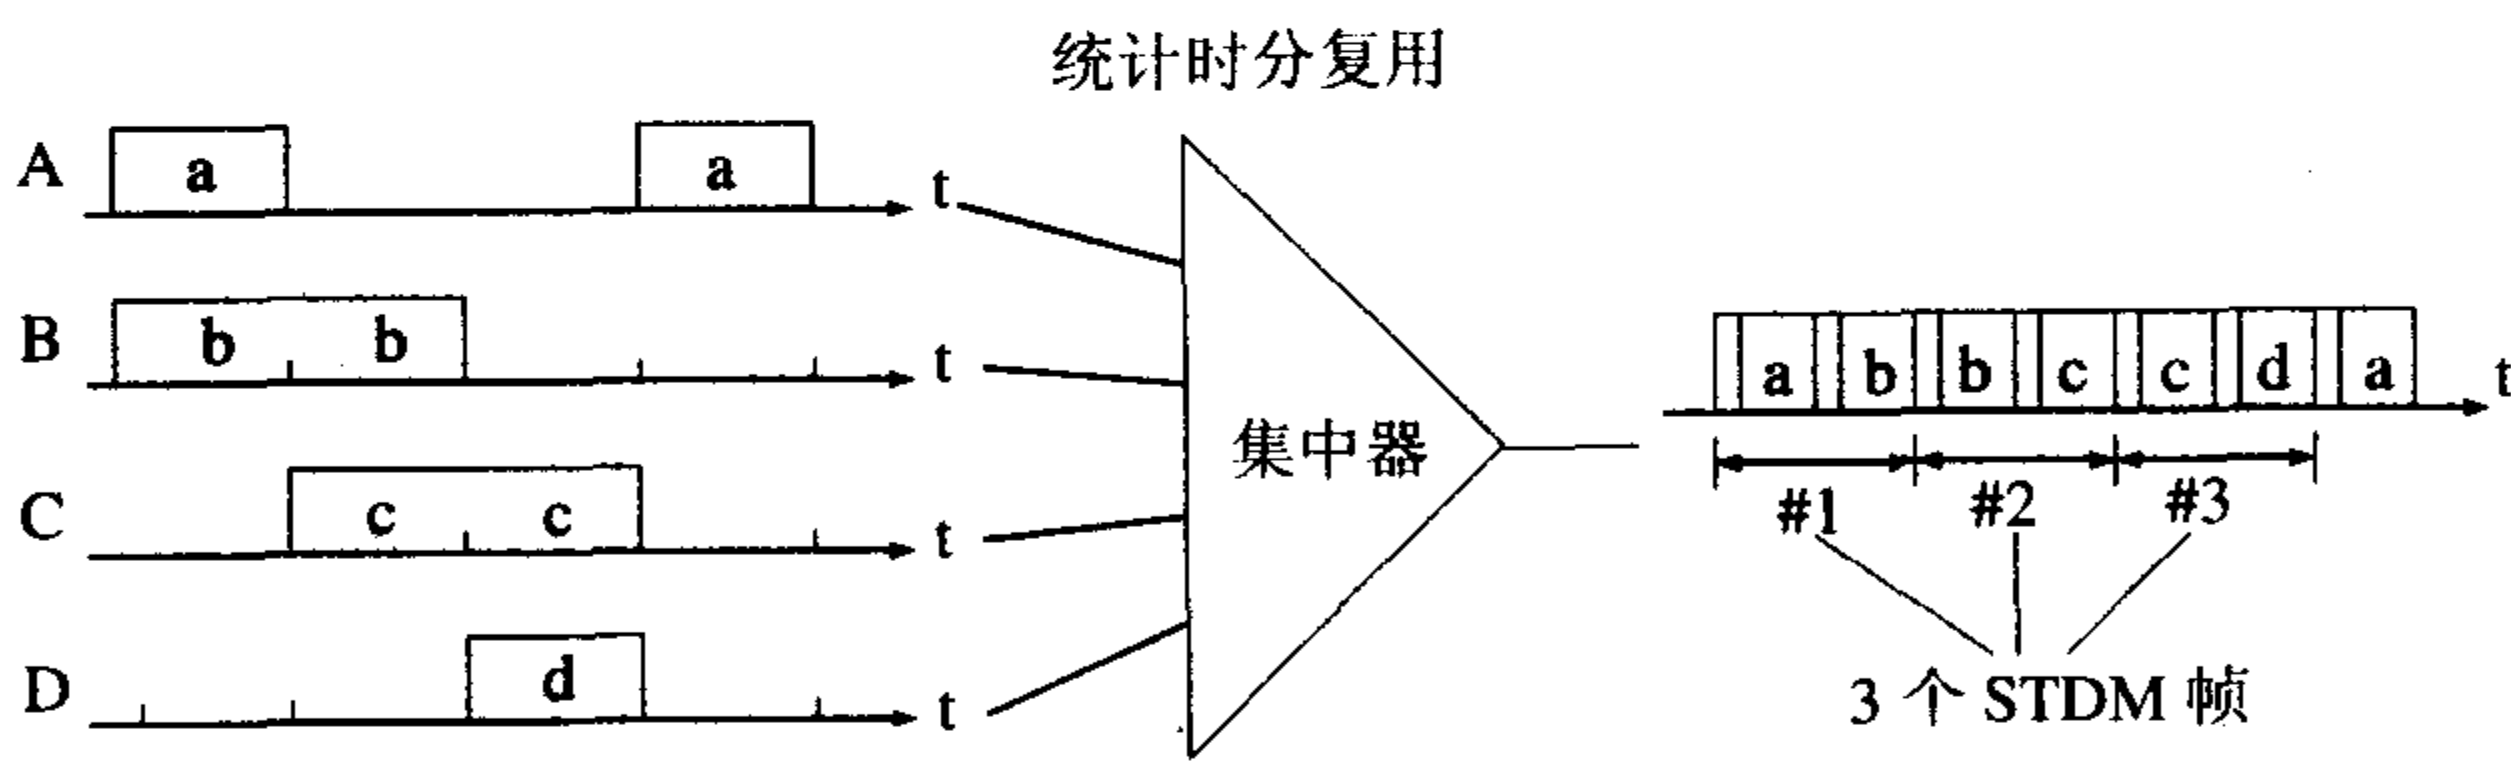 统计时分复用
A a a t
B b b t
C c c t
D d t
集中器
a b b c c d a t
#1 #2 #3
3 个 STDM 帧